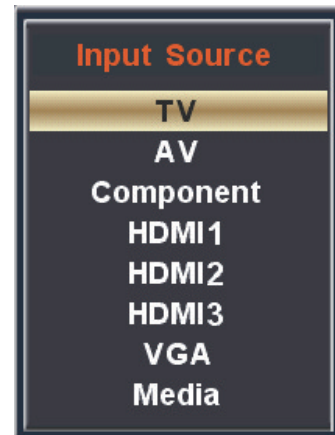 Input Source
TV
AV
Component
HDMI1
HDMI2
HDMI3
VGA
Media